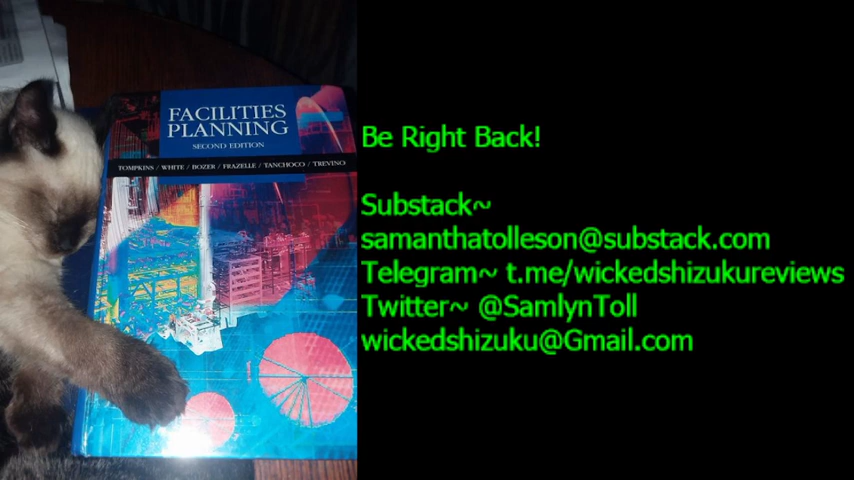 FACILITIES
PLANNING
SECOND EDITION
TOMPKINS / WHITE / BOZER / FRAZELLE / TANCHOCO / TREVINO
Be Right Back!
Substack~
samanthatolleson@substack.com
Telegram~ t.me/wickedshizukureviews
Twitter~ @SamlynToll
wickedshizuku@Gmail.com